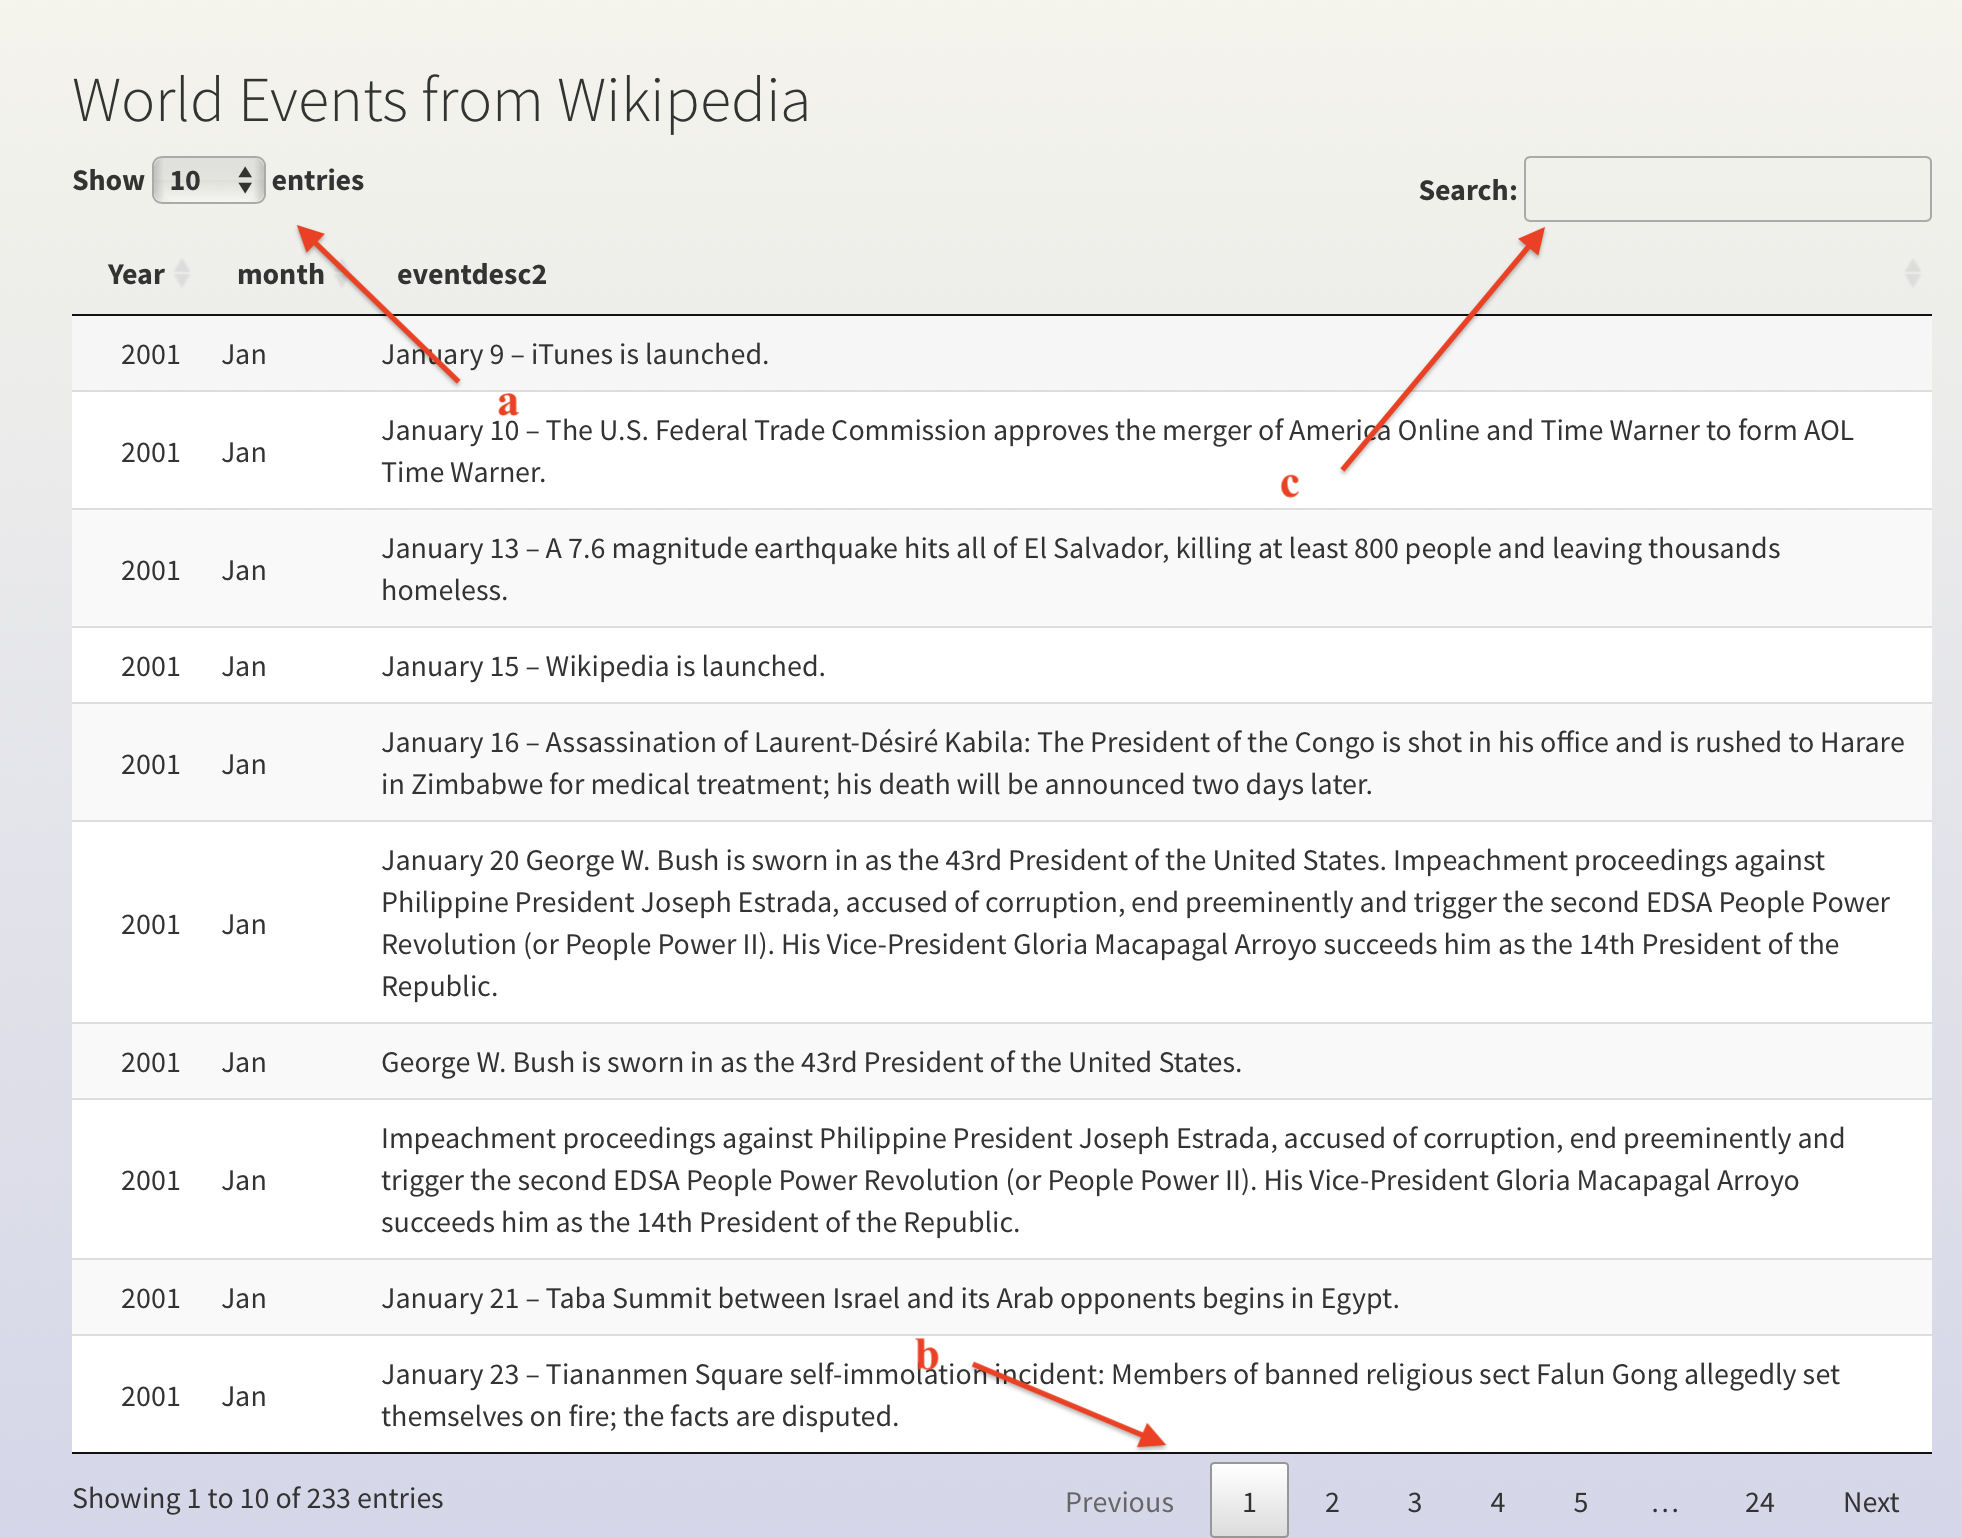 World Events from Wikipedia
Show 10 entries
Search:
Year month eventdesc2
2001 Jan January 9 – iTunes is launched.
a
2001 Jan January 10 – The U.S. Federal Trade Commission approves the merger of America Online and Time Warner to form AOL
Time Warner.
c
2001 Jan January 13 – A 7.6 magnitude earthquake hits all of El Salvador, killing at least 800 people and leaving thousands
homeless.
2001 Jan January 15 – Wikipedia is launched.
2001 Jan January 16 – Assassination of Laurent-Désiré Kabila: The President of the Congo is shot in his office and is rushed to Harare
in Zimbabwe for medical treatment; his death will be announced two days later.
2001 Jan January 20 George W. Bush is sworn in as the 43rd President of the United States. Impeachment proceedings against
Philippine President Joseph Estrada, accused of corruption, end preeminently and trigger the second EDSA People Power
Revolution (or People Power II). His Vice-President Gloria Macapagal Arroyo succeeds him as the 14th President of the
Republic.
2001 Jan George W. Bush is sworn in as the 43rd President of the United States.
2001 Jan Impeachment proceedings against Philippine President Joseph Estrada, accused of corruption, end preeminently and
trigger the second EDSA People Power Revolution (or People Power II). His Vice-President Gloria Macapagal Arroyo
succeeds him as the 14th President of the Republic.
2001 Jan January 21 – Taba Summit between Israel and its Arab opponents begins in Egypt.
b
2001 Jan January 23 – Tiananmen Square self-immolation incident: Members of banned religious sect Falun Gong allegedly set
themselves on fire; the facts are disputed.
Showing 1 to 10 of 233 entries
Previous 1 2 3 4 5 … 24 Next